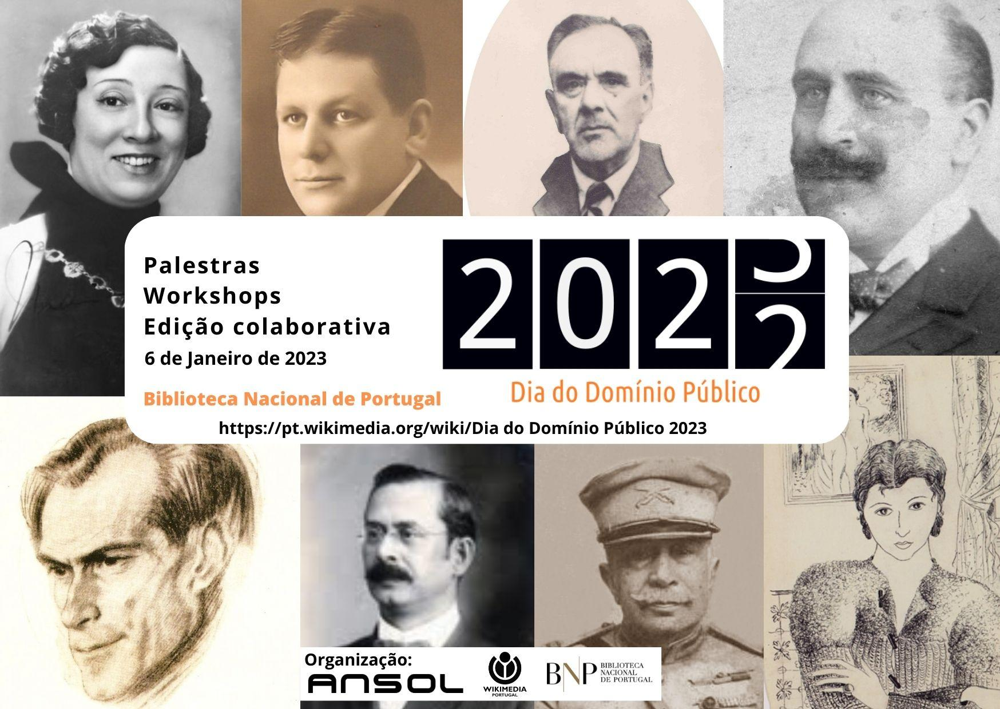 Palestras
Workshops
Edição colaborativa
6 de Janeiro de 2023
Biblioteca Nacional de Portugal
2022
Dia do Domínio Público
https://pt.wikimedia.org/wiki/Dia do Domínio Público 2023
Organização:
ANSOL
WIKIMEDIA
PORTUGAL
BNP
BIBLIOTECA
NACIONAL
DE PORTUGAL